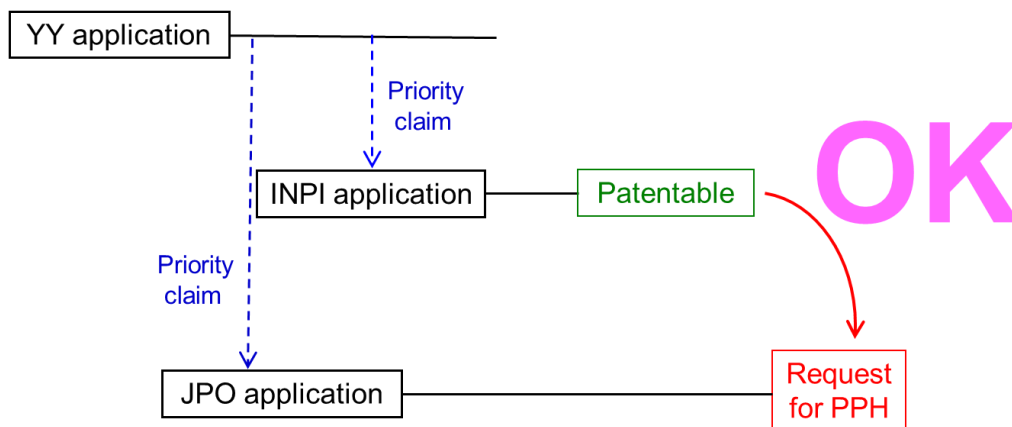 YY application
Priority
claim
OK
INPI application
Patentable
Priority
claim
JPO application
Request
for PPH